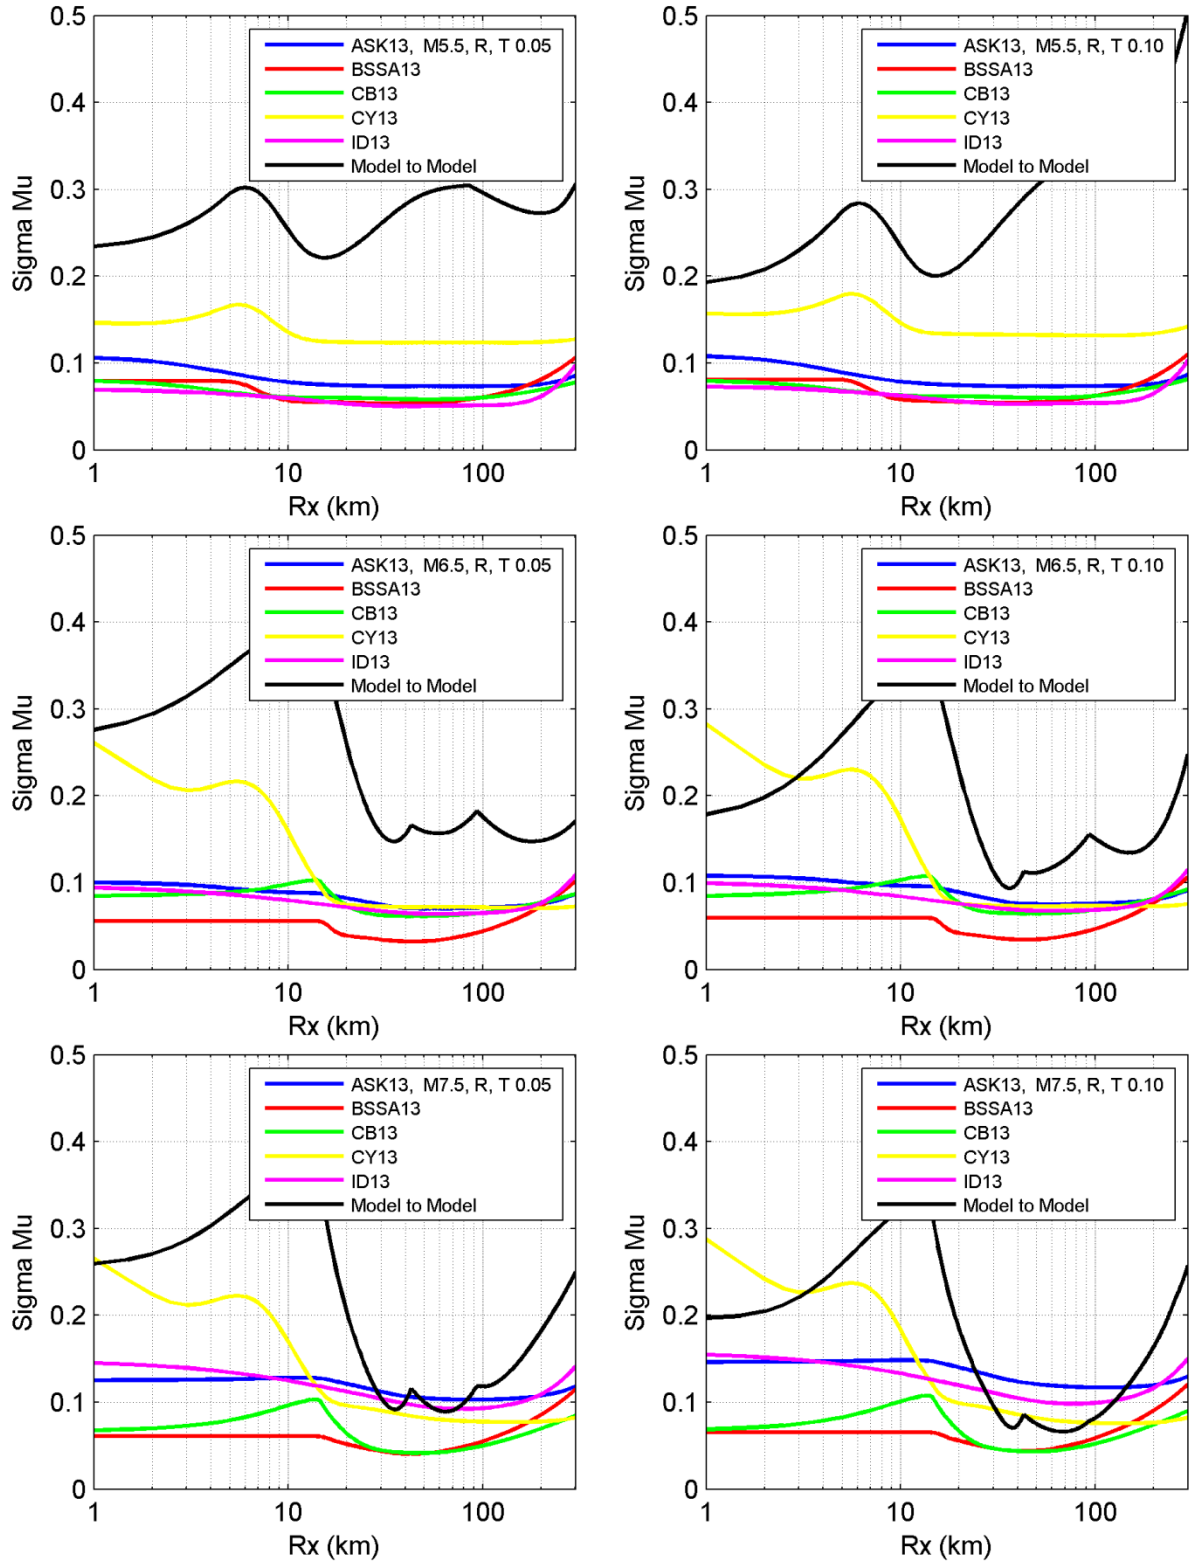 0.5
0.4
0.3
0.2
0.1
0
Sigma Mu
ASK13, M5.5, R, T 0.05
BSSA13
CB13
CY13
ID13
Model to Model
1
10
100
Rx (km)
0.5
0.4
0.3
0.2
0.1
0
Sigma Mu
ASK13, M5.5, R, T 0.10
BSSA13
CB13
CY13
ID13
Model to Model
1
10
100
Rx (km)
0.5
0.4
0.3
0.2
0.1
0
Sigma Mu
ASK13, M6.5, R, T 0.05
BSSA13
CB13
CY13
ID13
Model to Model
1
10
100
Rx (km)
0.5
0.4
0.3
0.2
0.1
0
Sigma Mu
ASK13, M6.5, R, T 0.10
BSSA13
CB13
CY13
ID13
Model to Model
1
10
100
Rx (km)
0.5
0.4
0.3
0.2
0.1
0
Sigma Mu
ASK13, M7.5, R, T 0.05
BSSA13
CB13
CY13
ID13
Model to Model
1
10
100
Rx (km)
0.5
0.4
0.3
0.2
0.1
0
Sigma Mu
ASK13, M7.5, R, T 0.10
BSSA13
CB13
CY13
ID13
Model to Model
1
10
100
Rx (km)